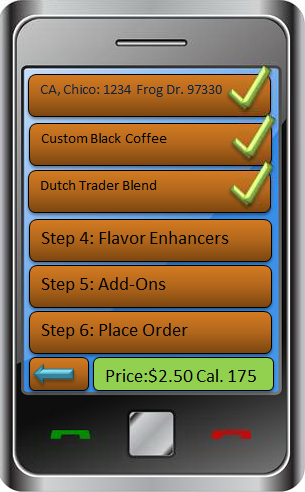 CA, Chico: 1234 Frog Dr. 97330
Custom Black Coffee
Dutch Trader Blend
Step 4: Flavor Enhancers
Step 5: Add-Ons
Step 6: Place Order
Price:$2.50 Cal. 175